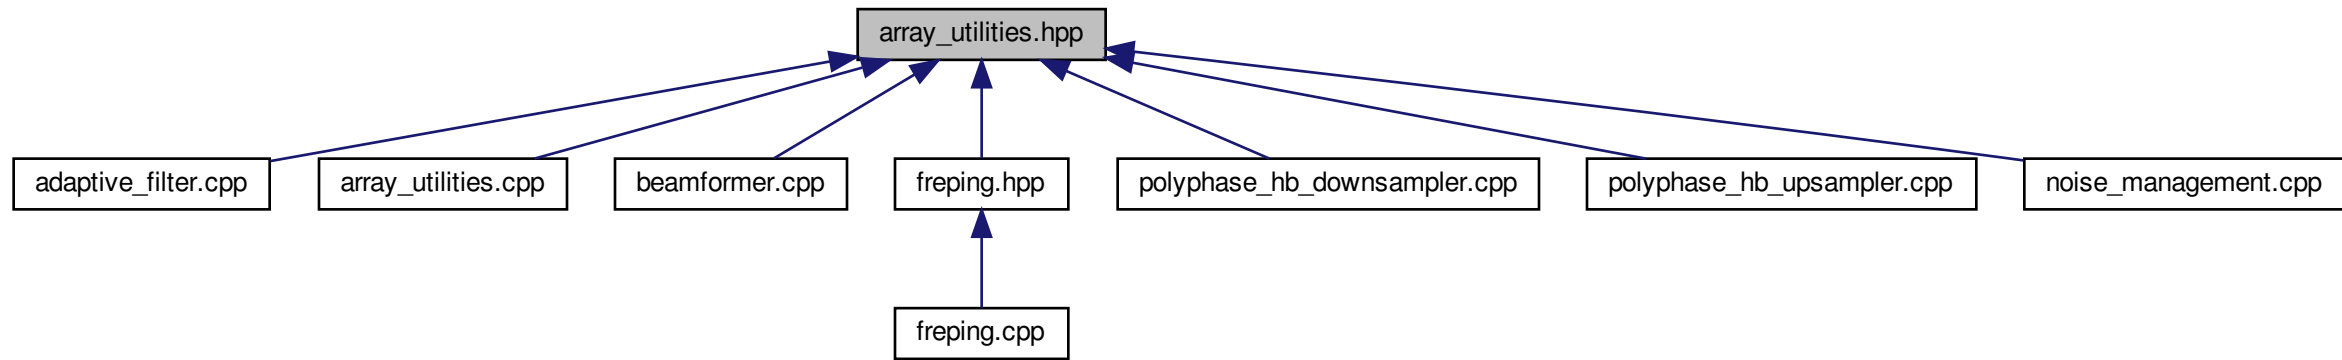 array_utilities.hpp
adaptive_filter.cpp
array_utilities.cpp
beamformer.cpp
freping.hpp
polyphase_hb_downsampler.cpp
polyphase_hb_upsampler.cpp
noise_management.cpp
freping.cpp